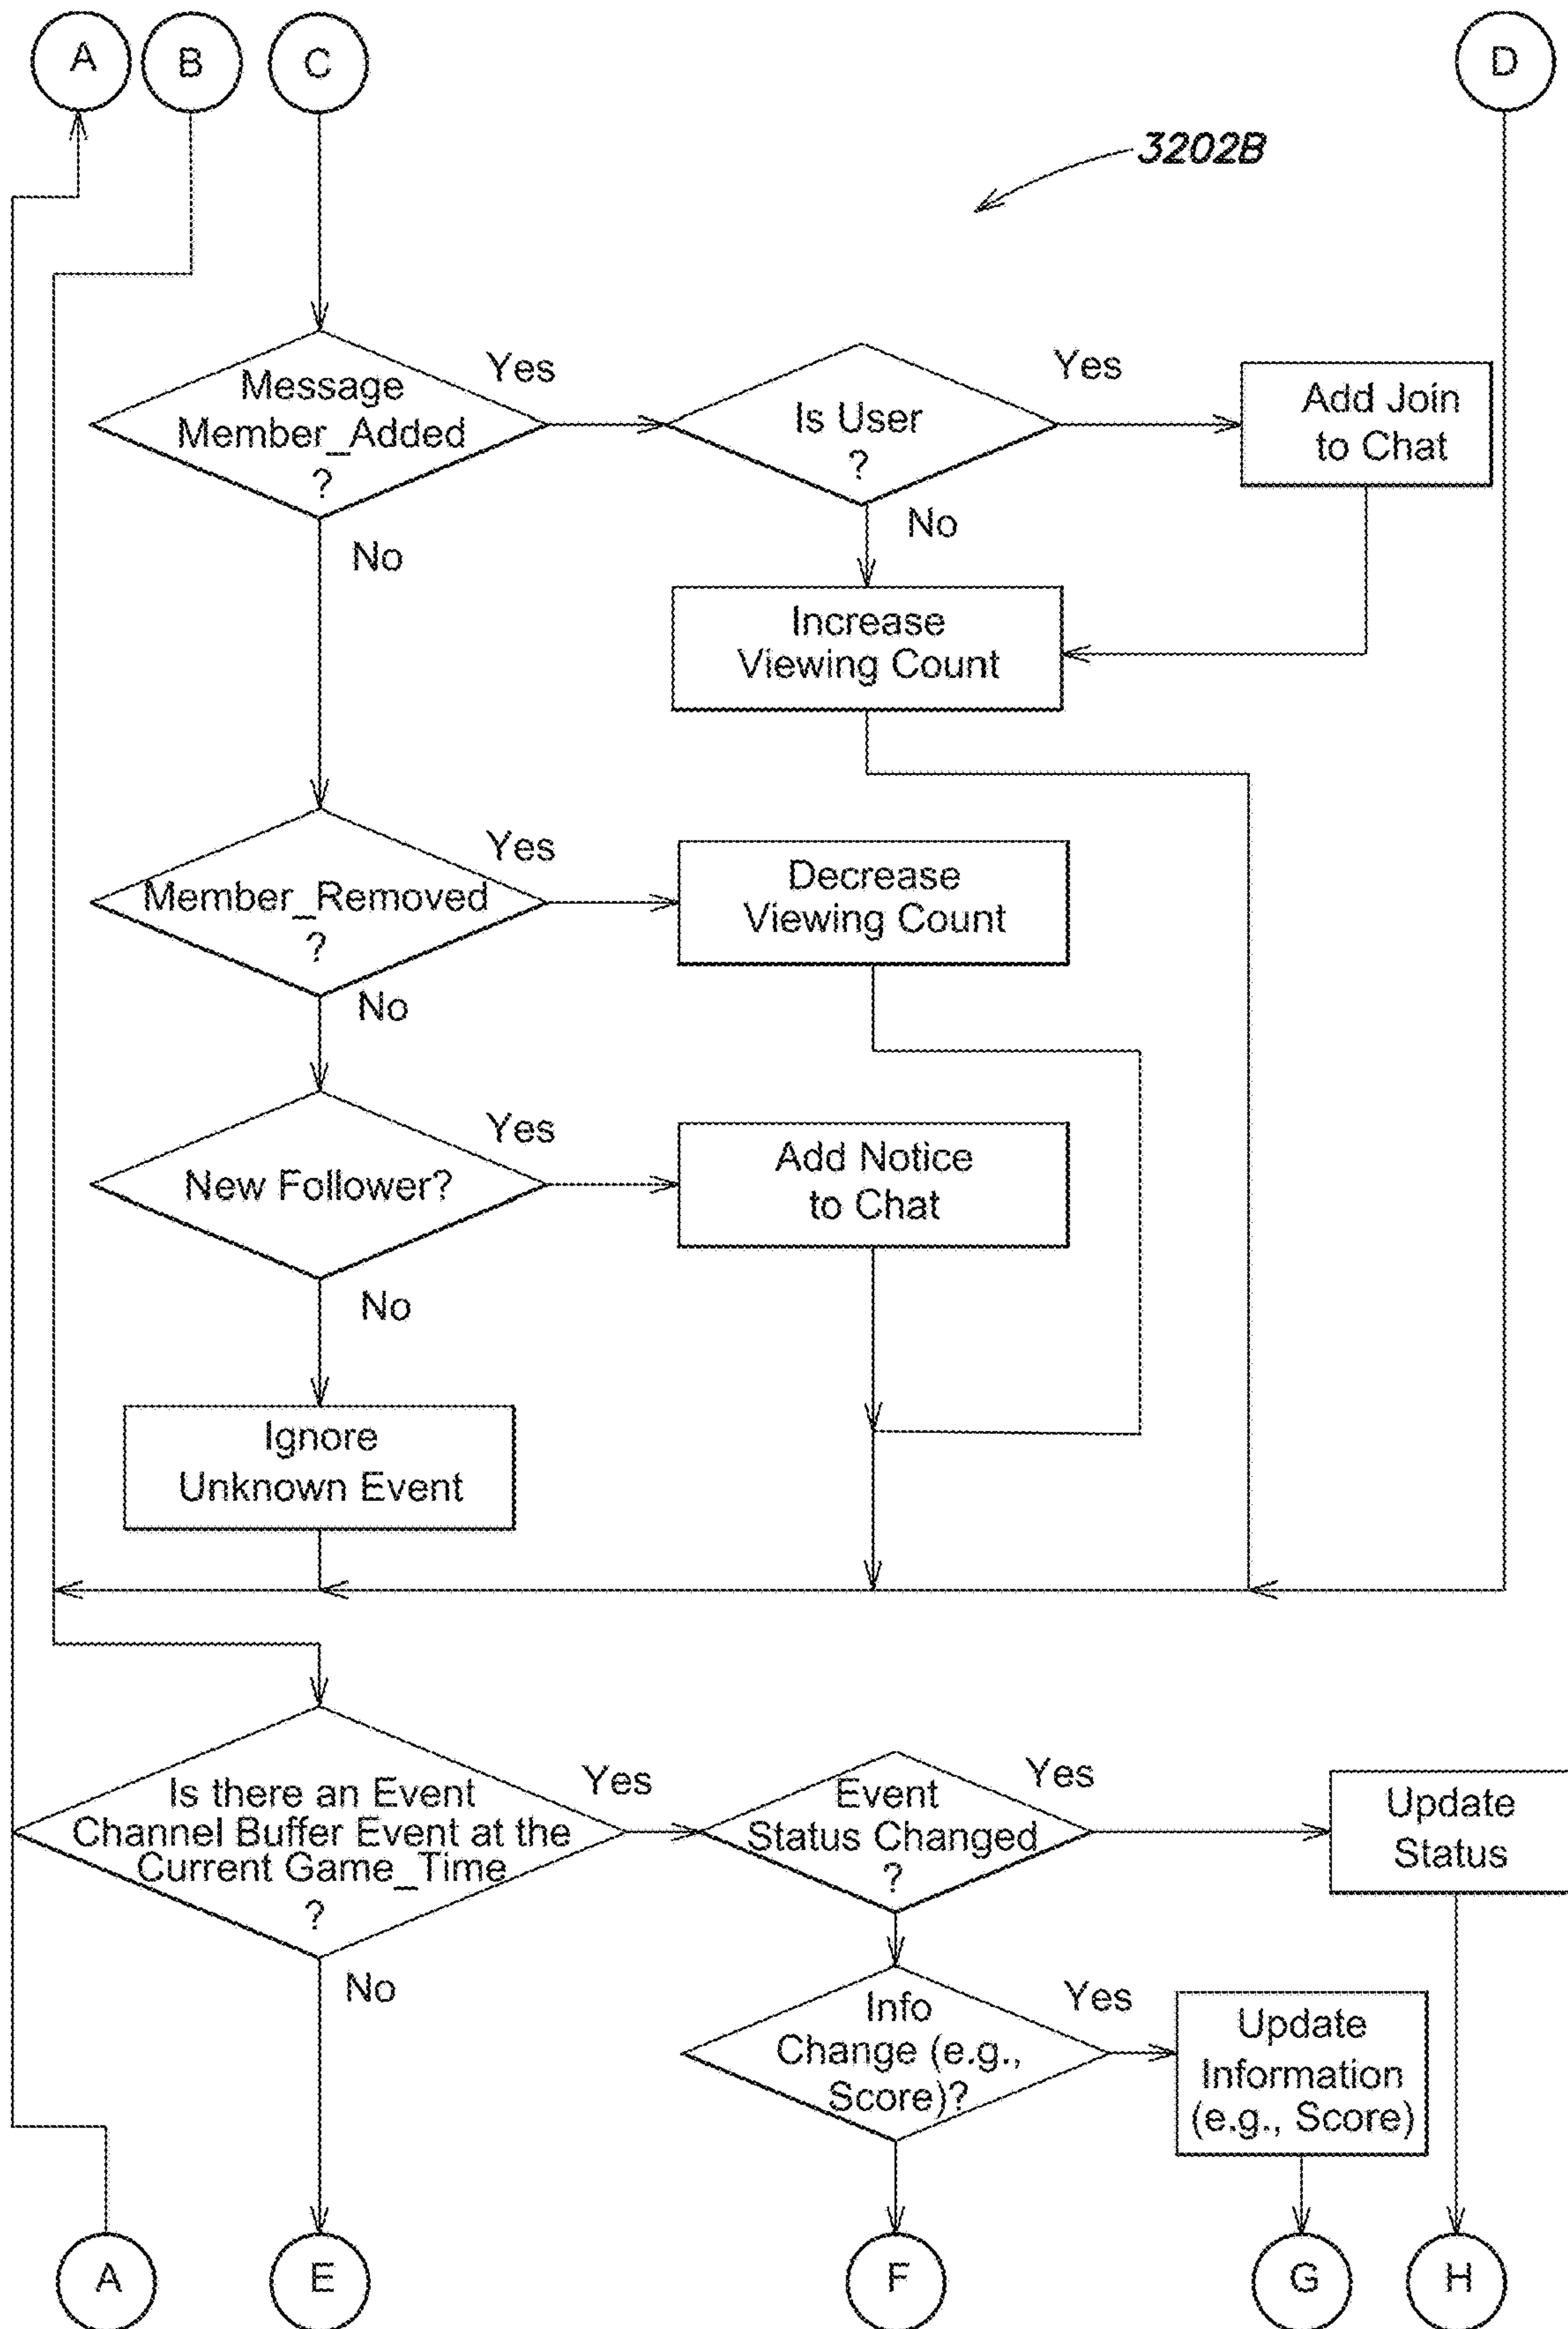 A
B
C
D
3202B
Message
Member_Added
?
Yes
Is User
?
Yes
Add Join
to Chat
No
No
Increase
Viewing Count
Member_Removed
?
Yes
Decrease
Viewing Count
No
New Follower?
Yes
Add Notice
to Chat
No
Ignore
Unknown Event
Is there an Event
Channel Buffer Event at the
Current Game_Time
?
Yes
Event
Status Changed
?
Yes
Update
Status
No
Info
Change (e.g.,
Score)?
Yes
Update
Information
(e.g., Score)
A
E
F
G
H